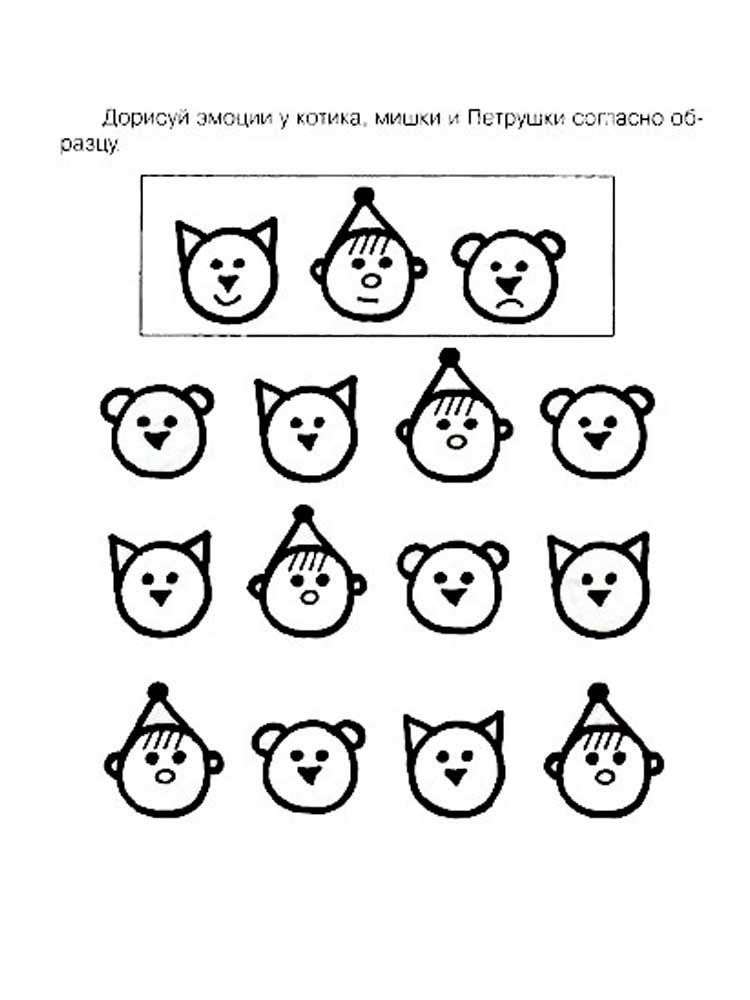 Дорисуй эмоции у котика, мишки и Петрушки согласно об-
разцу.